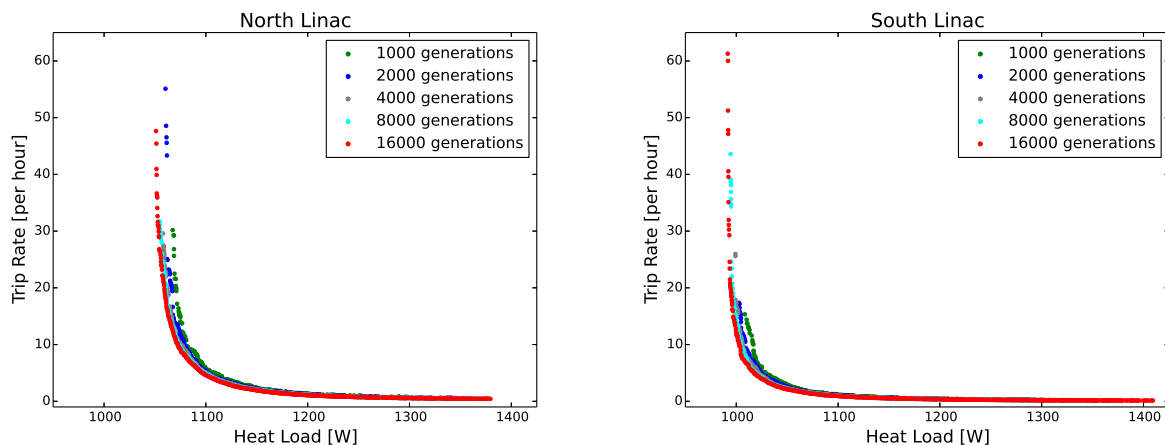 North Linac
60
50
40
30
20
10
0
Trip Rate [per hour]
1000 generations
2000 generations
4000 generations
8000 generations
16000 generations
1000 1100 1200 1300 1400
Heat Load [W]
South Linac
60
50
40
30
20
10
0
Trip Rate [per hour]
1000 generations
2000 generations
4000 generations
8000 generations
16000 generations
1000 1100 1200 1300 1400
Heat Load [W]